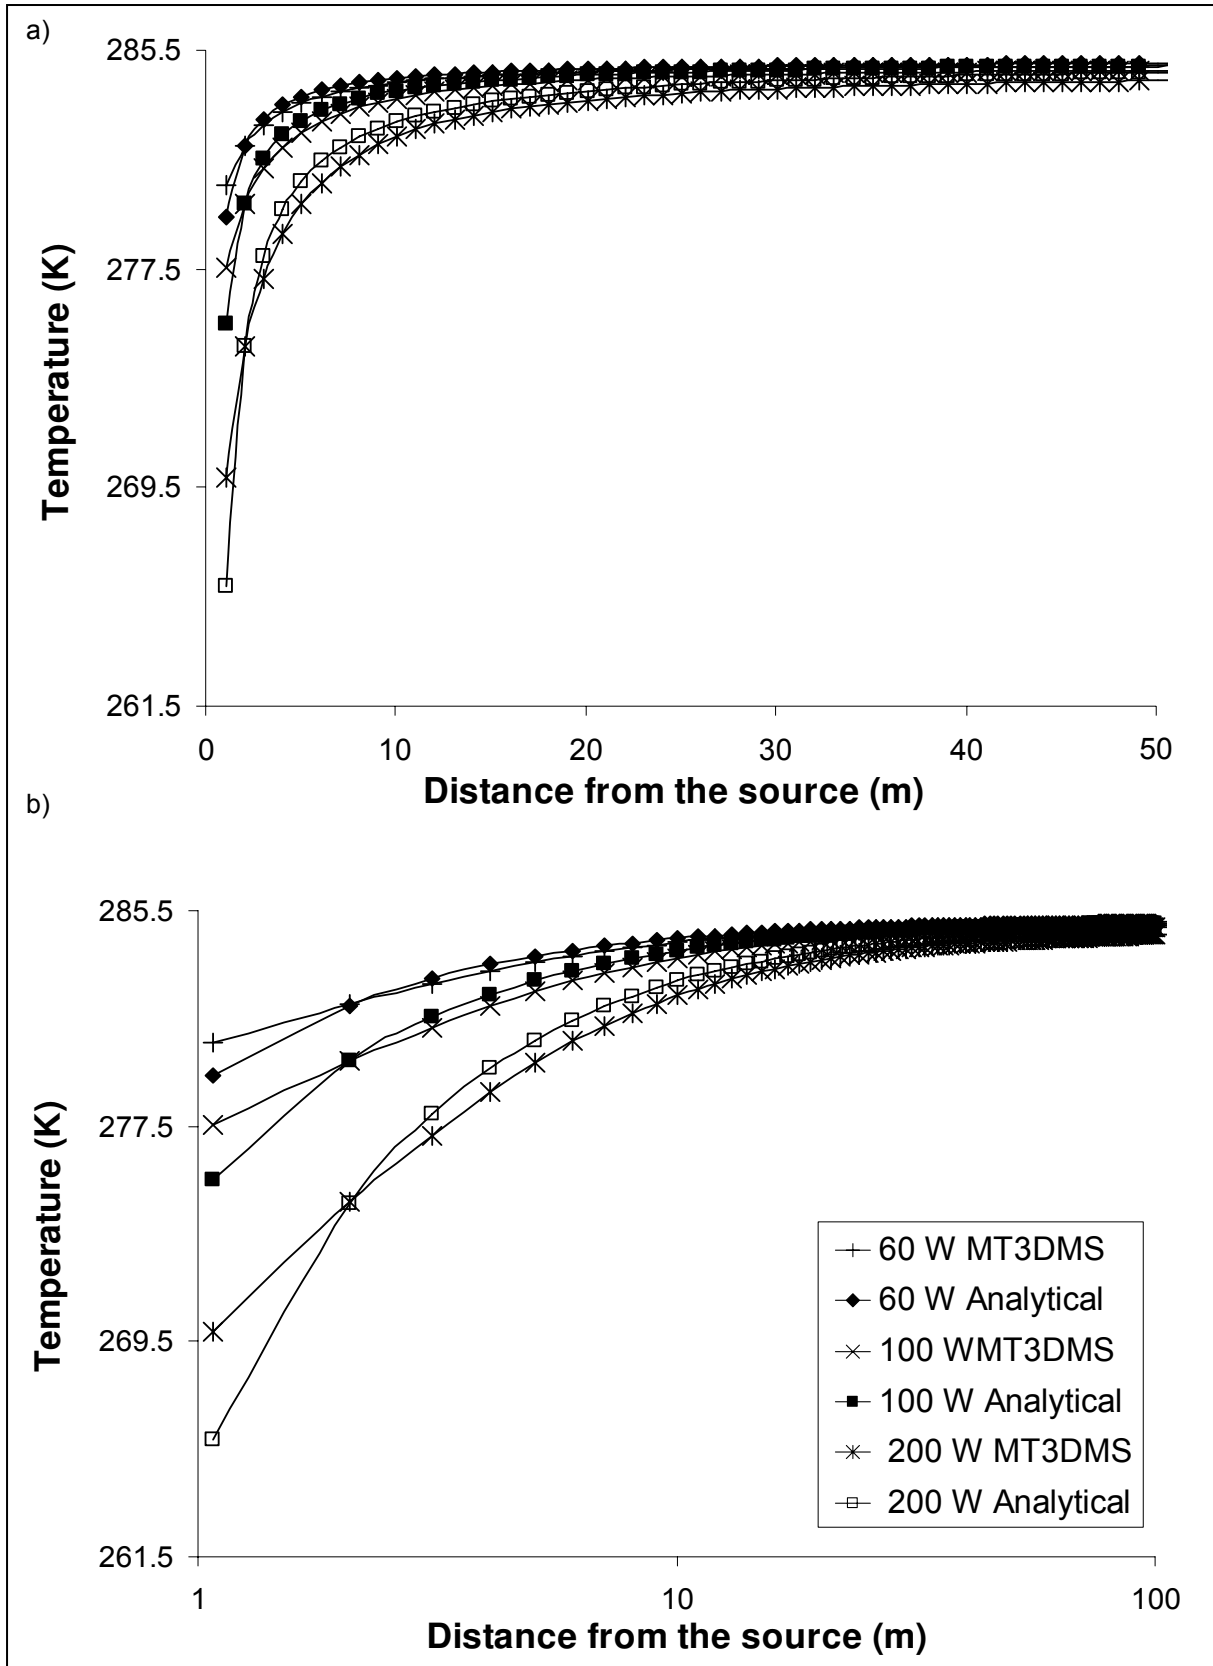 a)
285.5
277.5
269.5
261.5
Temperature (K)
0 10 20 30 40 50
Distance from the source (m)
b)
285.5
277.5
269.5
261.5
Temperature (K)
60 W MT3DMS
60 W Analytical
100 WMT3DMS
100 W Analytical
200 W MT3DMS
200 W Analytical
1 10 100
Distance from the source (m)